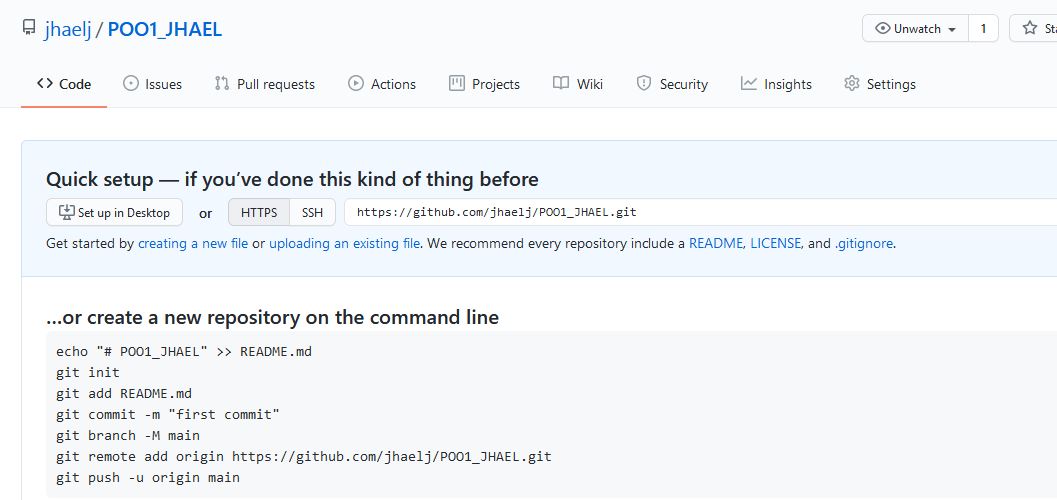 jhaelj / POO1_JHAEL
Unwatch 1
Code Issues Pull requests Actions Projects Wiki Security Insights Settings
Quick setup — if you've done this kind of thing before
Set up in Desktop or HTTPS SSH https://github.com/jhaelj/POO1_JHAEL.git
Get started by creating a new file or uploading an existing file. We recommend every repository include a README, LICENSE, and .gitignore.
…or create a new repository on the command line
echo "# POO1_JHAEL" >> README.md
git init
git add README.md
git commit -m "first commit"
git branch -M main
git remote add origin https://github.com/jhaelj/POO1_JHAEL.git
git push -u origin main